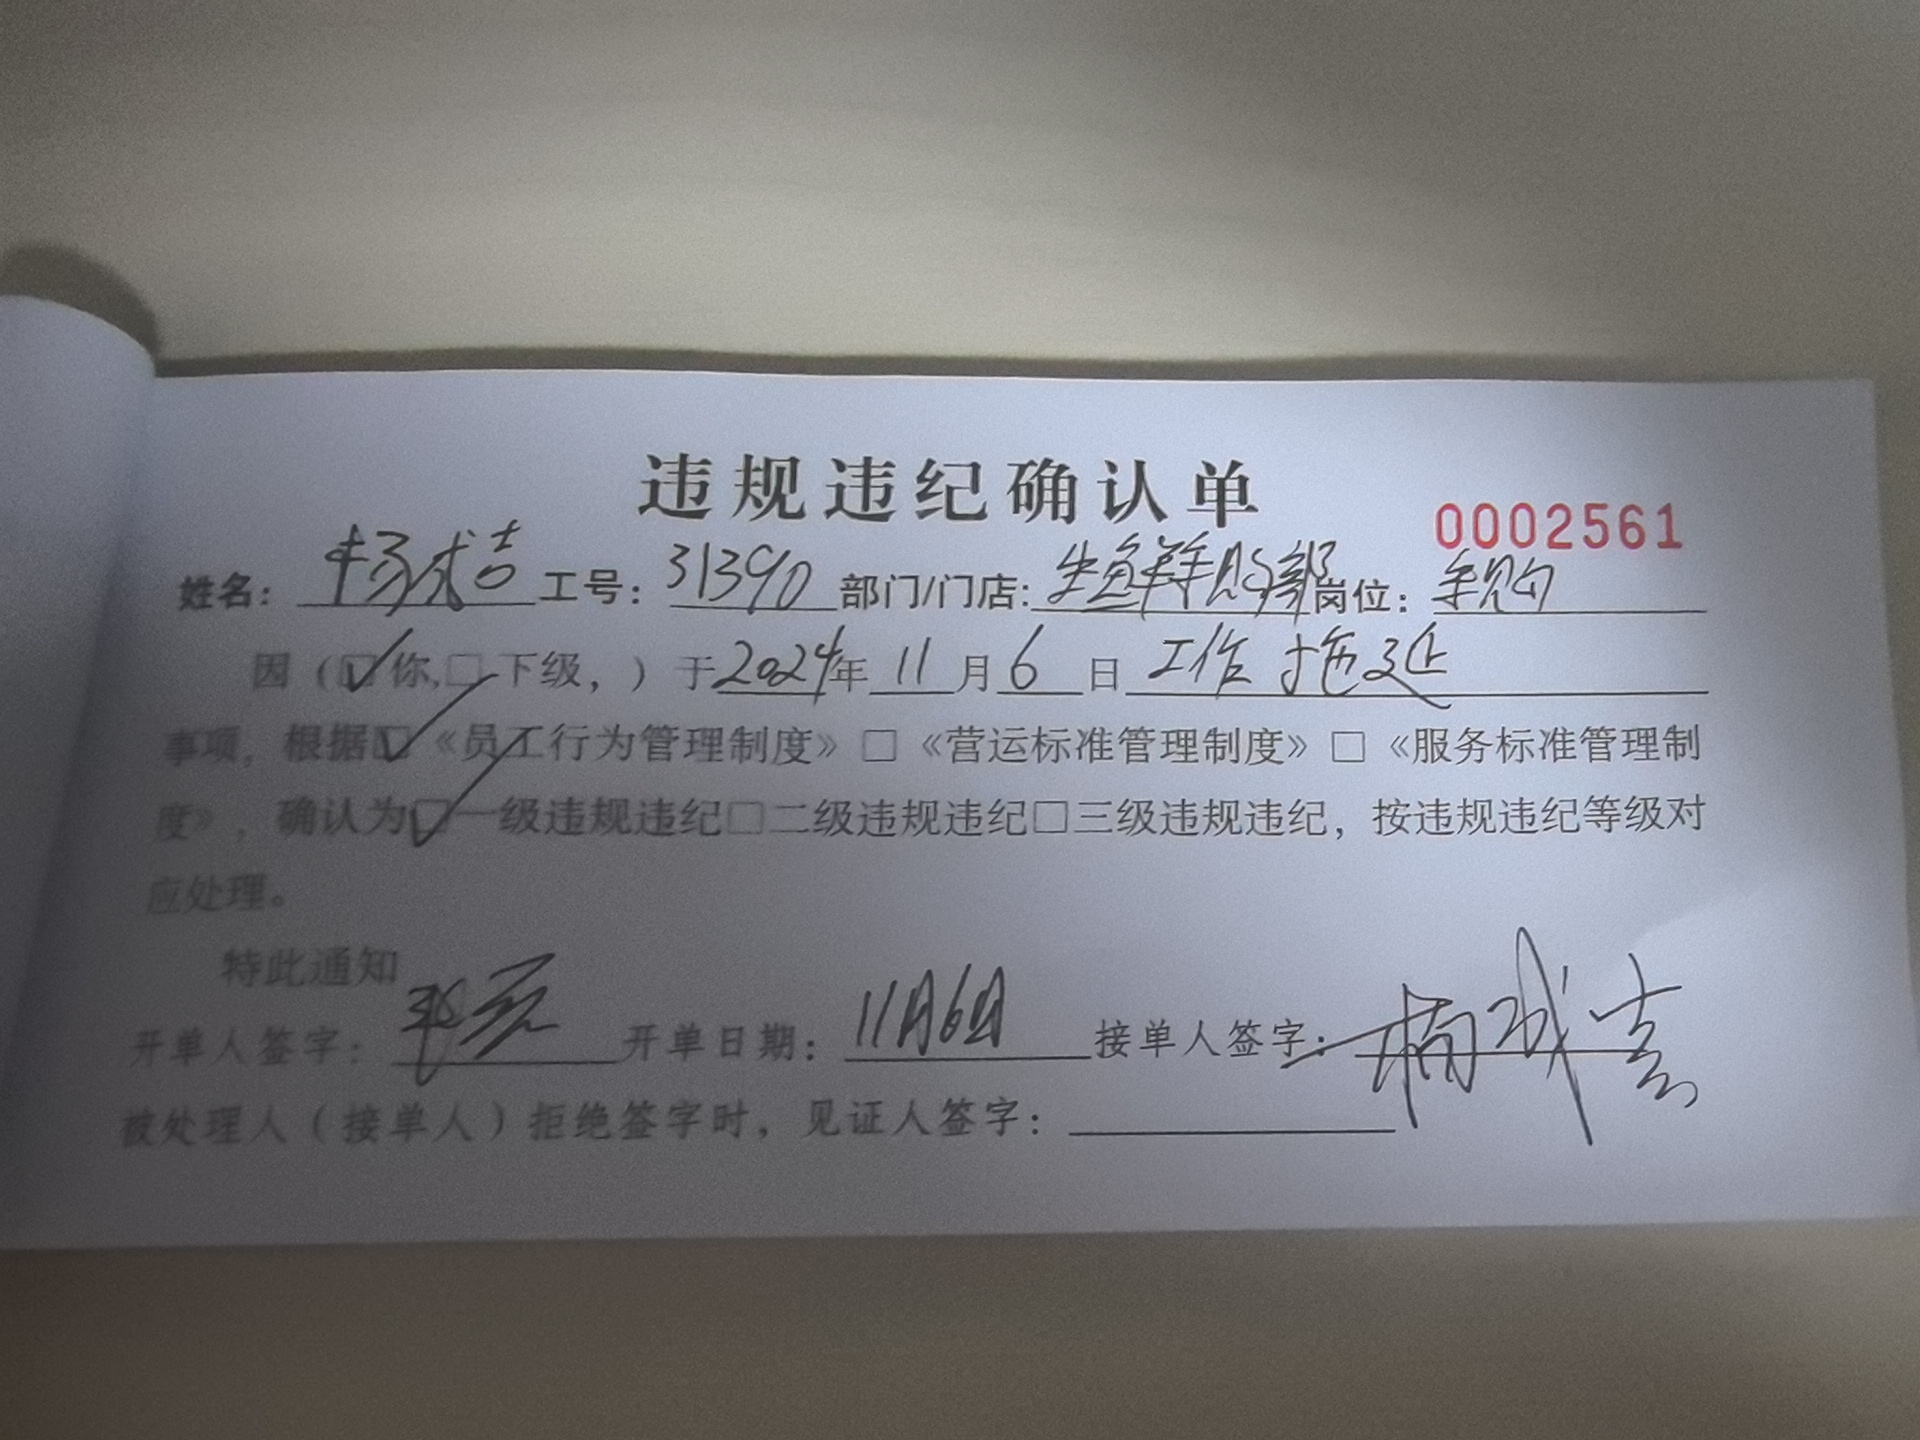 违规违纪确认单
0002561
姓名：杨成吉 工号：31390 部门/门店：生鲜采购部 岗位：采购
因（☑你，□下级，）于2024年11月6日 工作拖延
事项，根据☑《员工行为管理制度》□《营运标准管理制度》□《服务标准管理制
度》，确认为☑一级违规违纪□二级违规违纪□三级违规违纪，按违规违纪等级对
应处理。
特此通知
开单人签字： 开单日期：11月6日 接单人签字：杨成吉
被处理人（接单人）拒绝签字时，见证人签字：